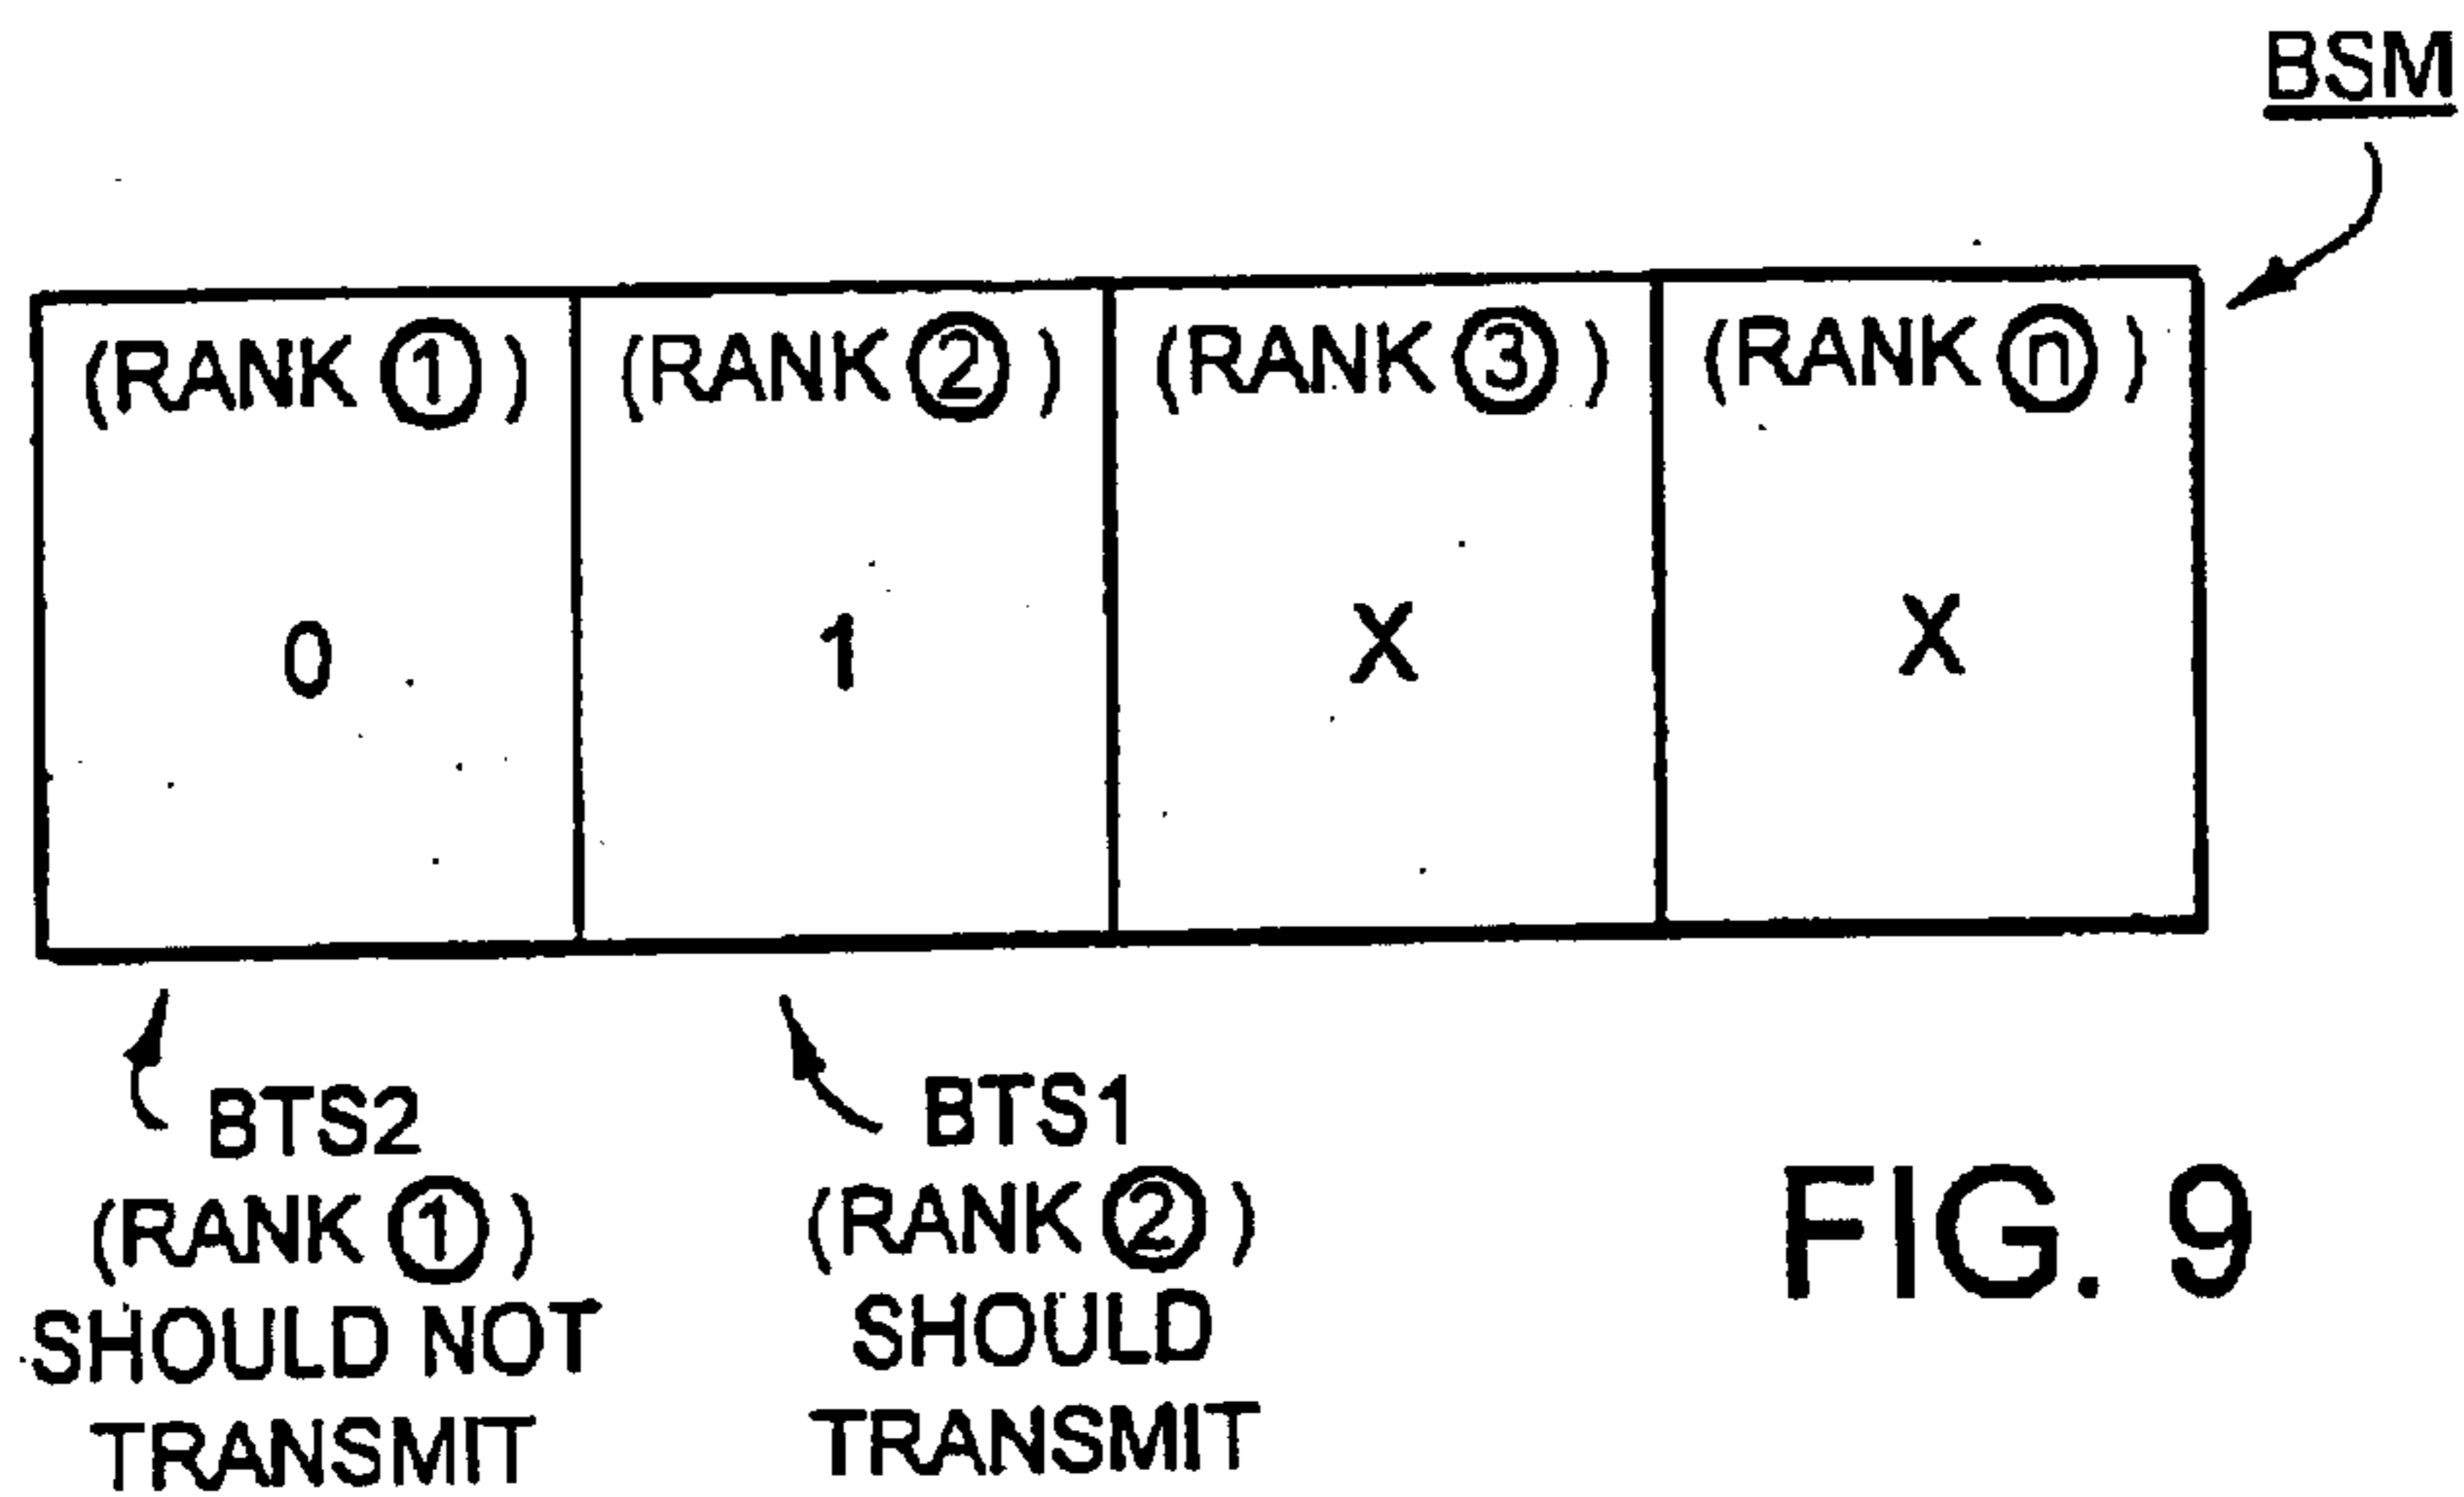 BSM
(RANK ①) (RANK ②) (RANK ③) (RANK ⓝ)
0 1 X X
BTS2
(RANK ①)
SHOULD NOT
TRANSMIT
BTS1
(RANK ②)
SHOULD
TRANSMIT
FIG. 9